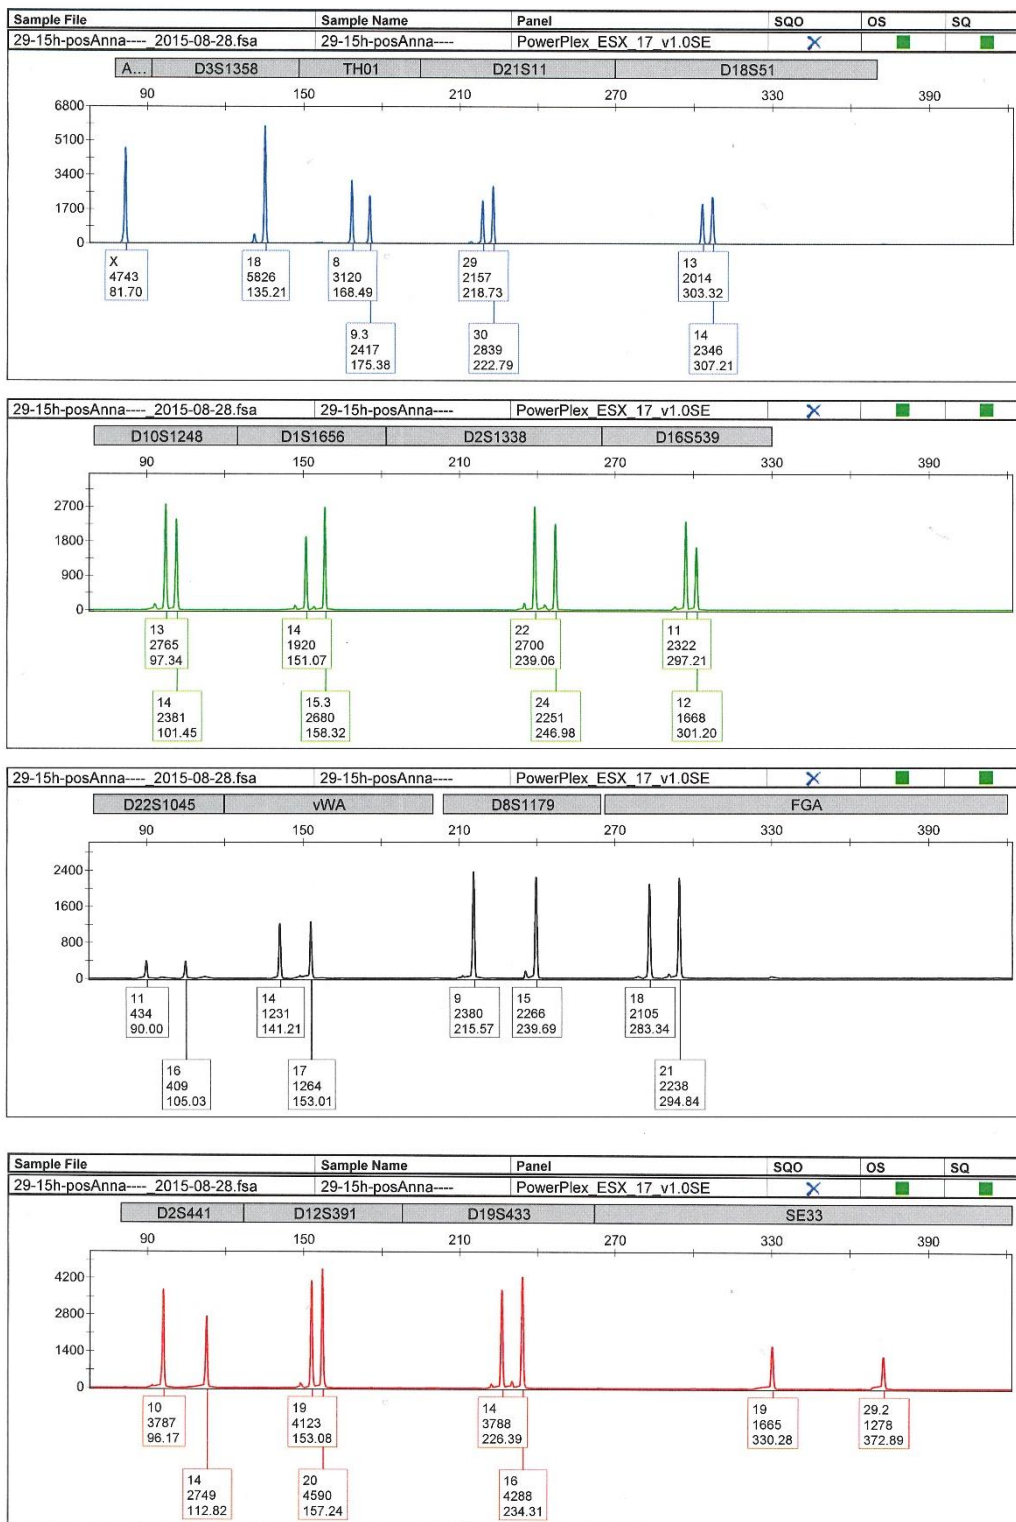 Sample File Sample Name Panel SQO OS SQ
29-15h-posAnna----_2015-08-28.fsa 29-15h-posAnna---- PowerPlex_ESX_17_v1.0SE
A... D3S1358 TH01 D21S11 D18S51
90 150 210 270 330 390
6800
5100
3400
1700
0
X 18 8 29 13
4743 5826 3120 2157 2014
81.70 135.21 168.49 218.73 303.32
9.3 30 14
2417 2839 2346
175.38 222.79 307.21
29-15h-posAnna----_2015-08-28.fsa 29-15h-posAnna---- PowerPlex_ESX_17_v1.0SE
D10S1248 D1S1656 D2S1338 D16S539
90 150 210 270 330 390
2700
1800
900
0
13 14 22 11
2765 1920 2700 2322
97.34 151.07 239.06 297.21
14 15.3 24 12
2381 2680 2251 1668
101.45 158.32 246.98 301.20
29-15h-posAnna----_2015-08-28.fsa 29-15h-posAnna---- PowerPlex_ESX_17_v1.0SE
D22S1045 vWA D8S1179 FGA
90 150 210 270 330 390
2400
1600
800
0
11 14 9 15 18
434 1231 2380 2266 2105
90.00 141.21 215.57 239.69 283.34
16 17 21
409 1264 2238
105.03 153.01 294.84
Sample File Sample Name Panel SQO OS SQ
29-15h-posAnna----_2015-08-28.fsa 29-15h-posAnna---- PowerPlex_ESX_17_v1.0SE
D2S441 D12S391 D19S433 SE33
90 150 210 270 330 390
4200
2800
1400
0
10 19 14 19 29.2
3787 4123 3788 1665 1278
96.17 153.08 226.39 330.28 372.89
14 20 16
2749 4590 4288
112.82 157.24 234.31